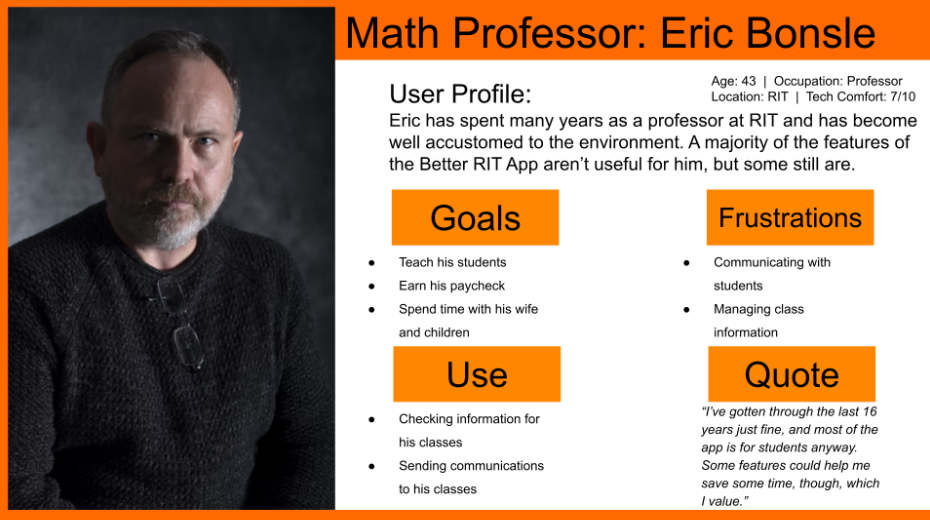 Math Professor: Eric Bonsle
Age: 43 | Occupation: Professor
Location: RIT | Tech Comfort: 7/10
User Profile:
Eric has spent many years as a professor at RIT and has become
well accustomed to the environment. A majority of the features of
the Better RIT App aren’t useful for him, but some still are.
Goals
● Teach his students
● Earn his paycheck
● Spend time with his wife
and children
Frustrations
● Communicating with
students
● Managing class
information
Use
● Checking information for
his classes
● Sending communications
to his classes
Quote
“I’ve gotten through the last 16
years just fine, and most of the
app is for students anyway.
Some features could help me
save some time, though, which
I value.”